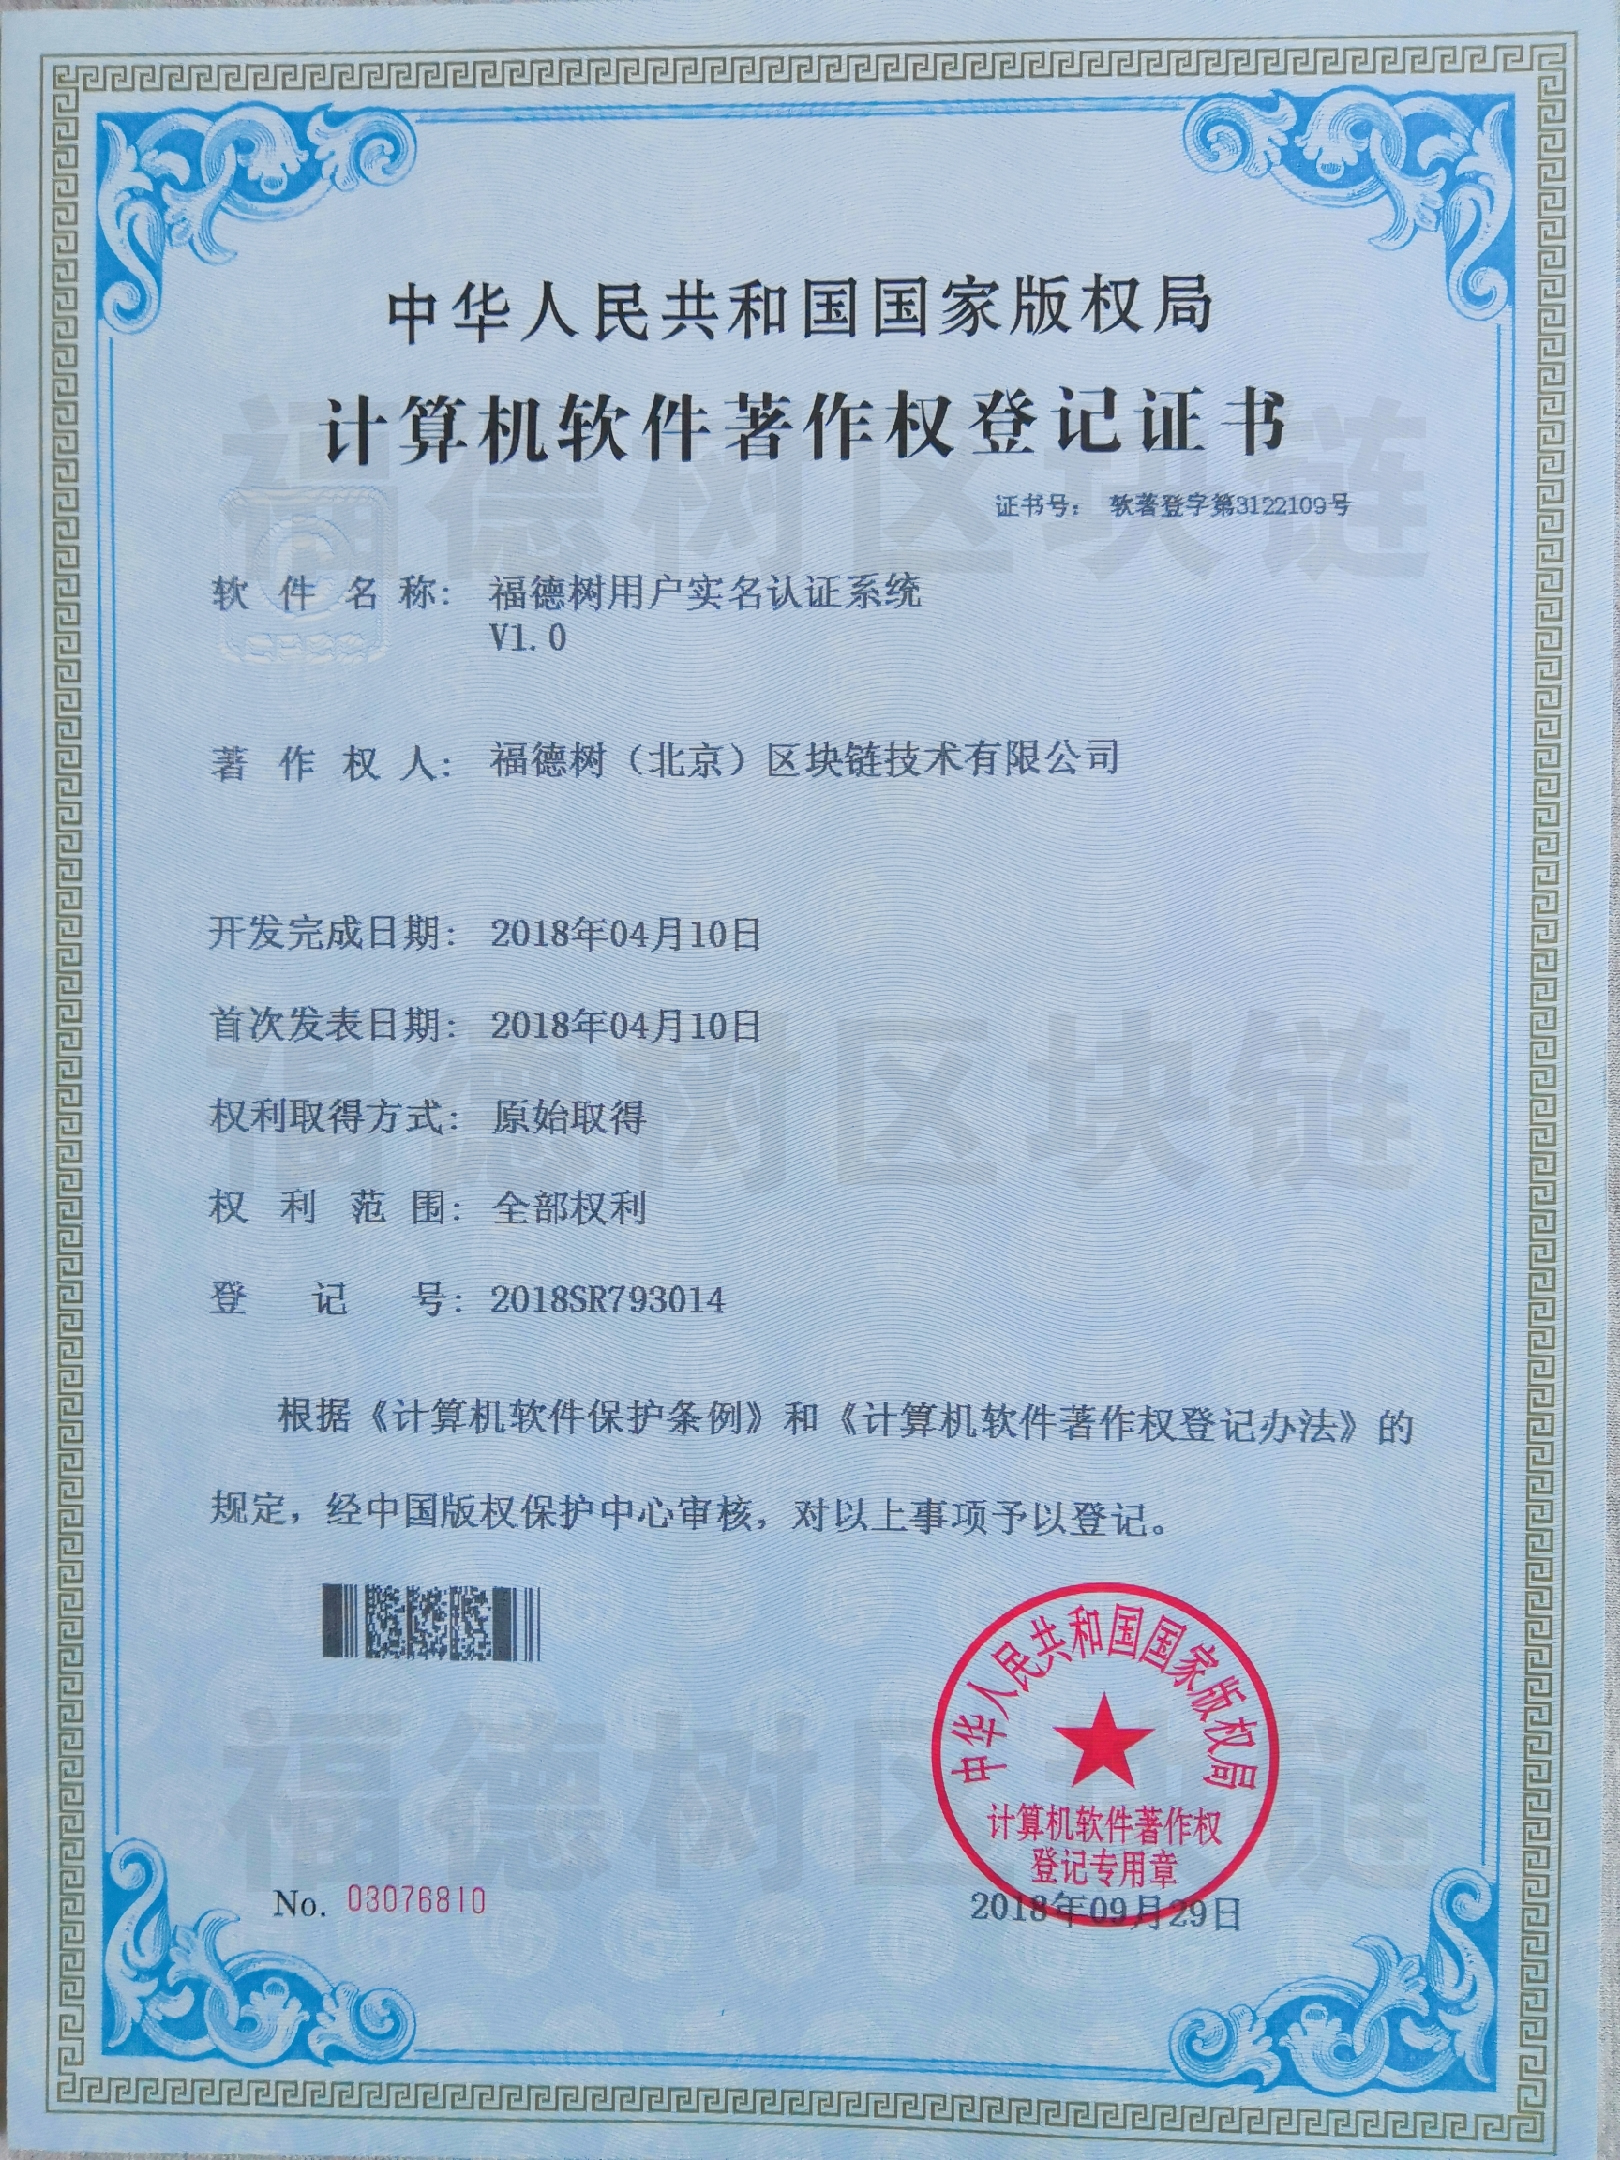 中华人民共和国国家版权局
计算机软件著作权登记证书
证书号： 软著登字第3122109号
软件名称： 福德树用户实名认证系统
V1.0
著作权人： 福德树（北京）区块链技术有限公司
开发完成日期： 2018年04月10日
首次发表日期： 2018年04月10日
权利取得方式： 原始取得
权利范围： 全部权利
登记号： 2018SR793014
根据《计算机软件保护条例》和《计算机软件著作权登记办法》的
规定，经中国版权保护中心审核，对以上事项予以登记。
中华人民共和国国家版权局
计算机软件著作权
登记专用章
No. 03076810
2018年09月29日
福德树区块链
福德树区块链
福德树区块链